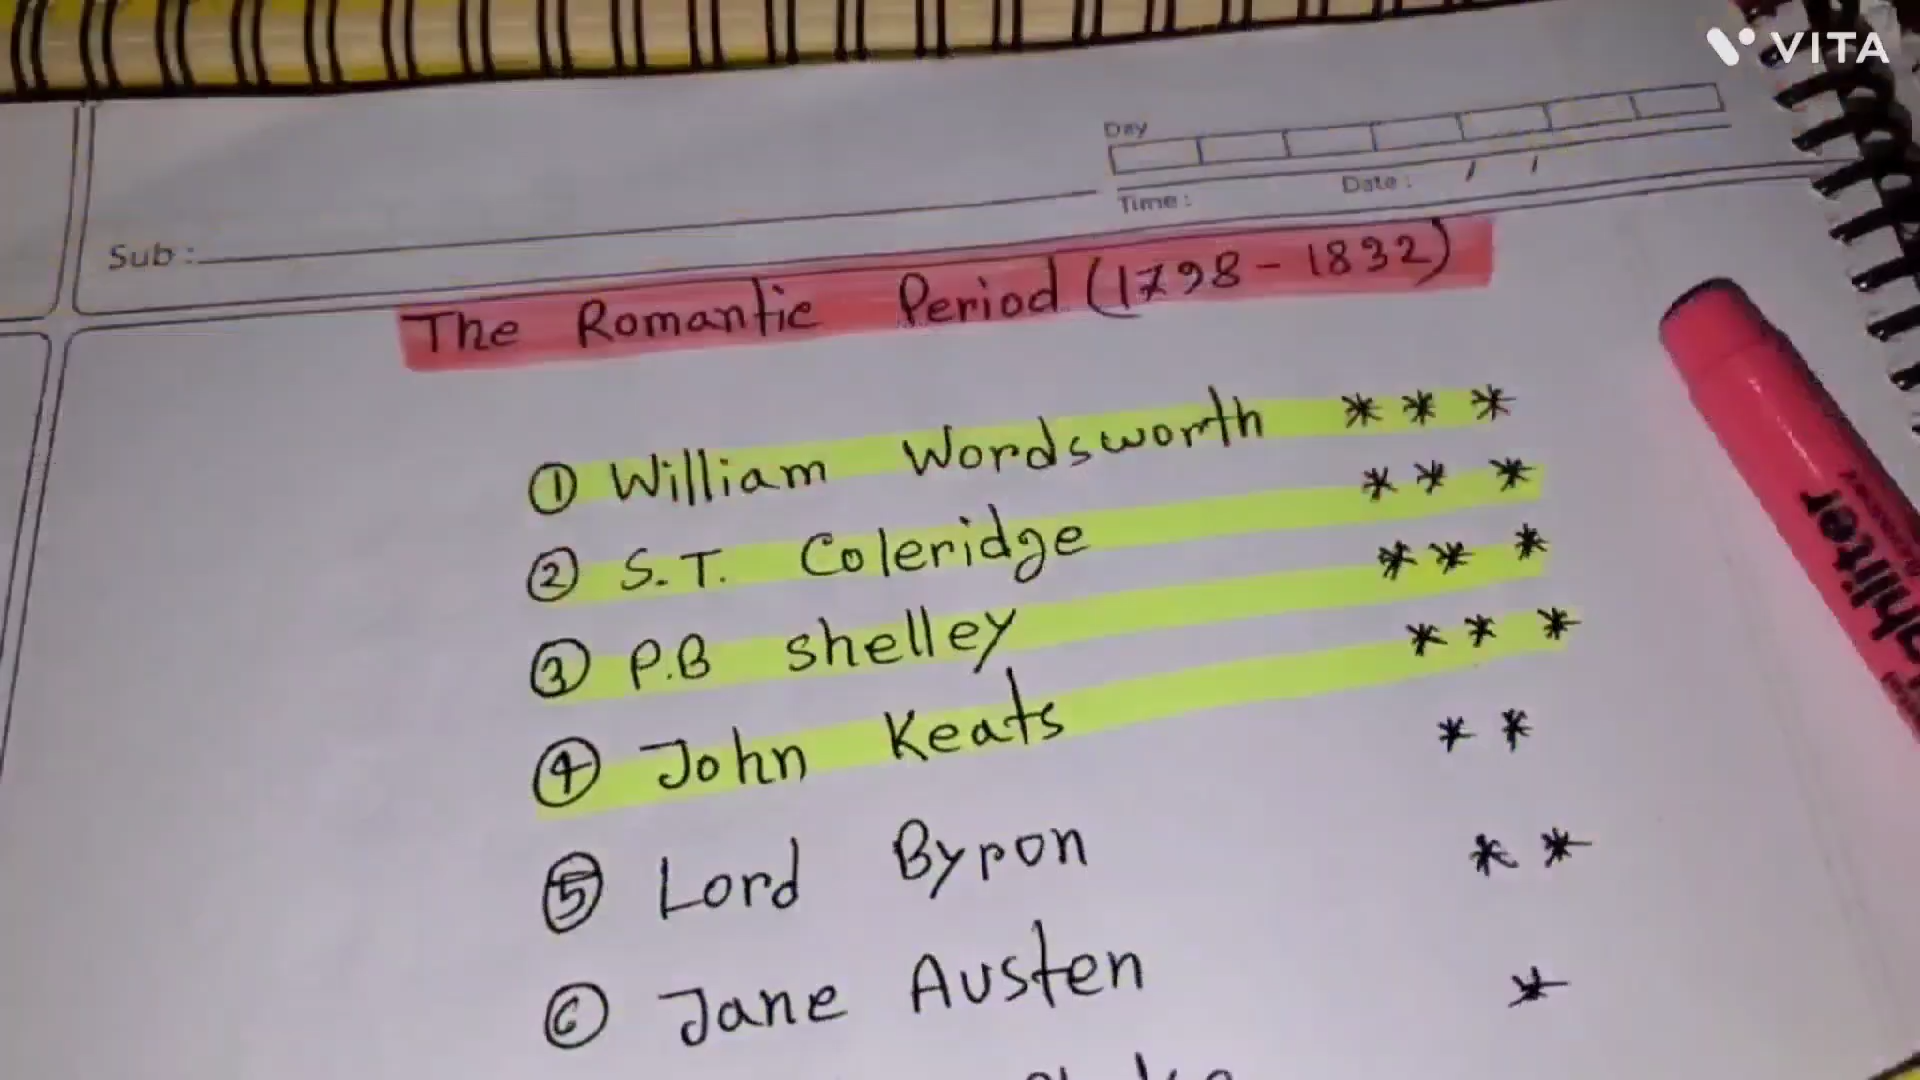 VITA
Day
Time : Date : / /
Sub :
The Romantic Period (1798 - 1832)
① William Wordsworth * * *
② S.T. Coleridge * * *
③ P.B Shelley * * *
④ John Keats * * *
⑤ Lord Byron * *
⑥ Jane Austen * *
*